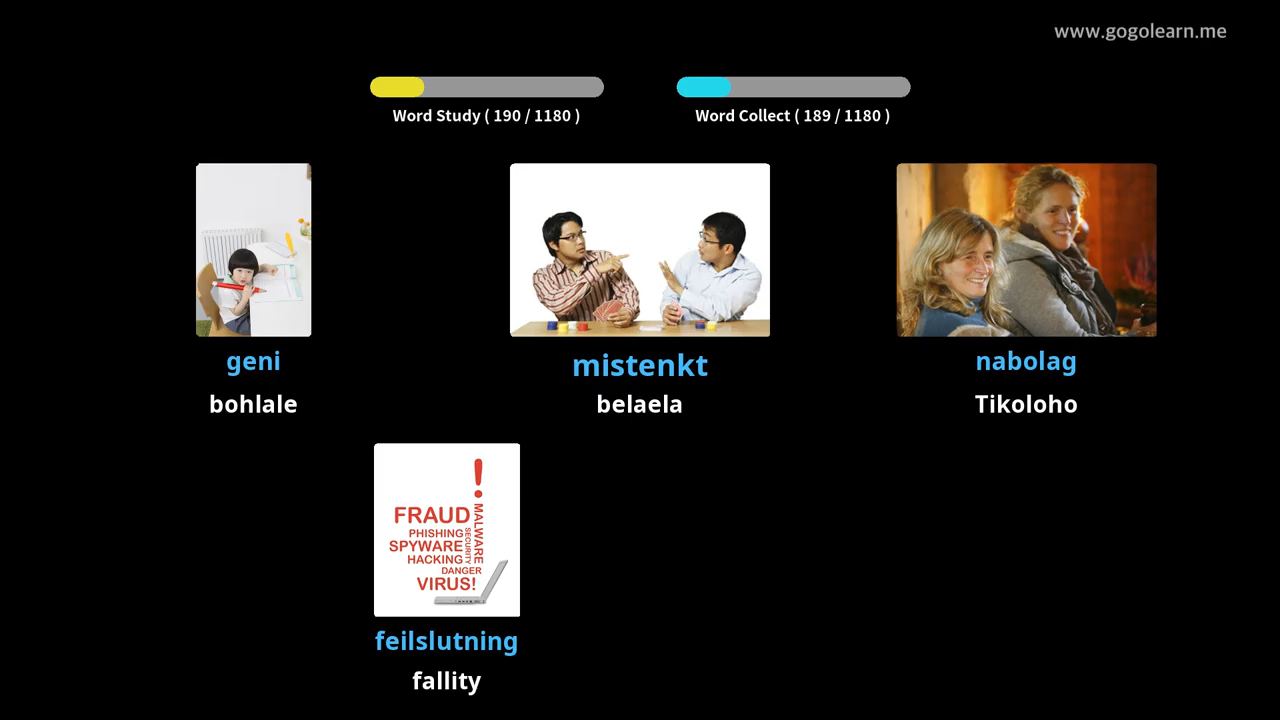 www.gogolearn.me
Word Study ( 190 / 1180 )
Word Collect ( 189 / 1180 )
geni
mistenkt
nabolag
bohlale
belaela
Tikoloho
!
FRAUD
PHISHING
SPYWARE
HACKING
DANGER
VIRUS!
SECURITY
MALWARE
feilslutning
fallity